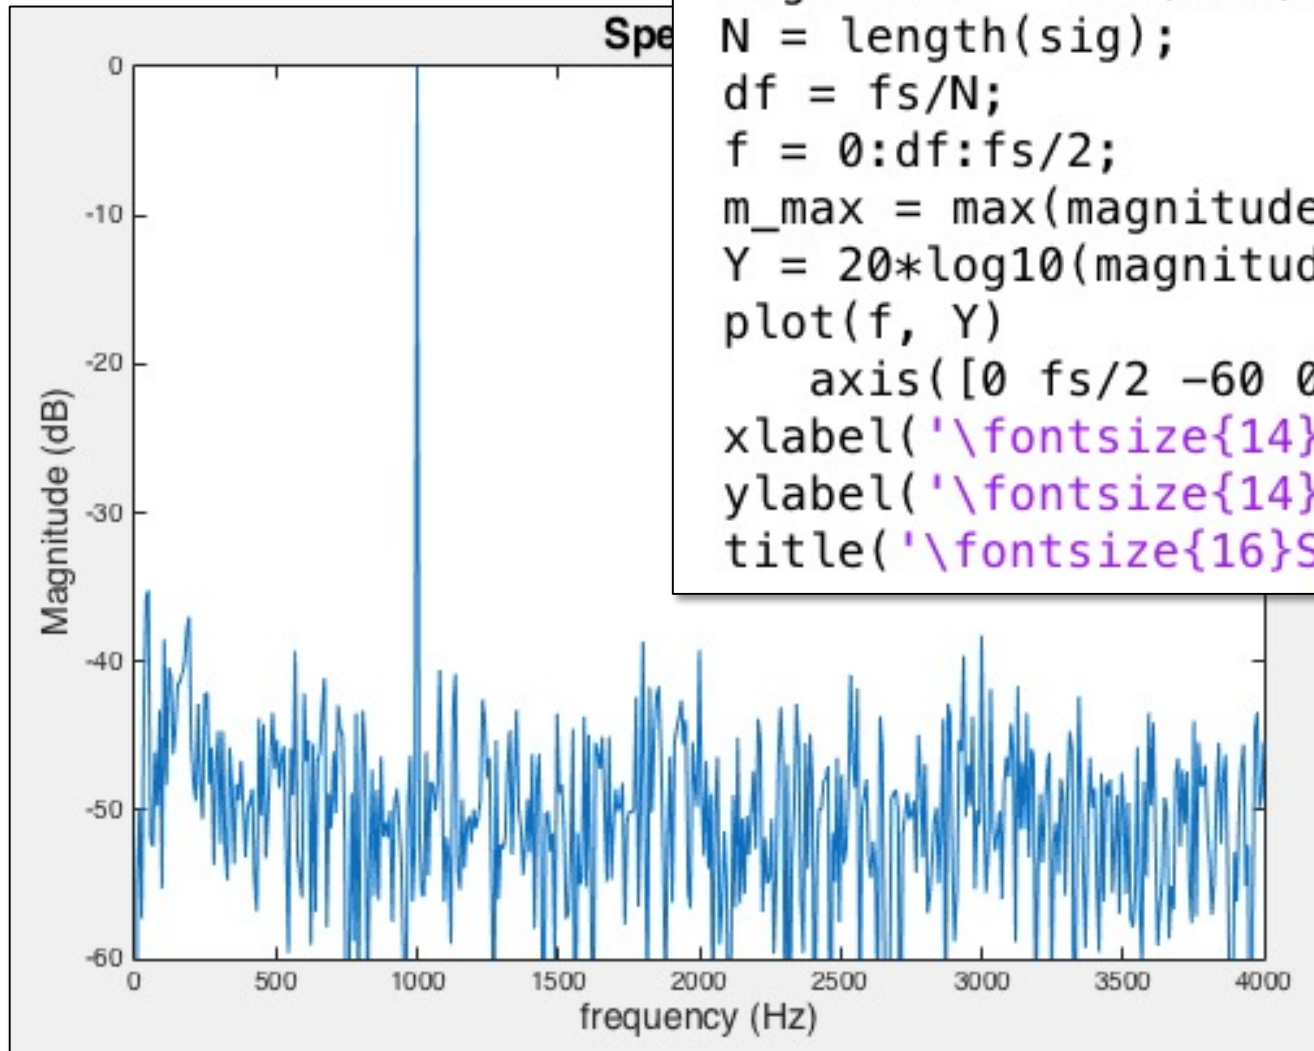 Spe
0
-10
-20
-30
-40
-50
-60
Magnitude (dB)
0 500 1000 1500 2000 2500 3000 3500 4000
frequency (Hz)
N = length(sig);
df = fs/N;
f = 0:df:fs/2;
m_max = max(magnitude
Y = 20*log10(magnitud
plot(f, Y)
axis([0 fs/2 -60 0
xlabel('\fontsize{14}
ylabel('\fontsize{14}
title('\fontsize{16}S